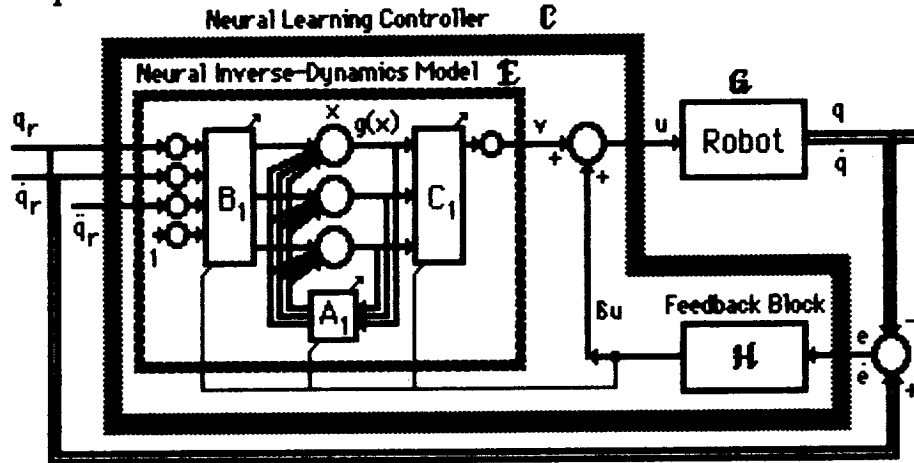 Neural Learning Controller C
Neural Inverse-Dynamics Model E
G
x
g(x)
q_r
q̇_r
q̈_r
1
B₁
C₁
A₁
v
+
+
u
Robot
q
q̇
δu
Feedback Block
H
e
ė
-
+